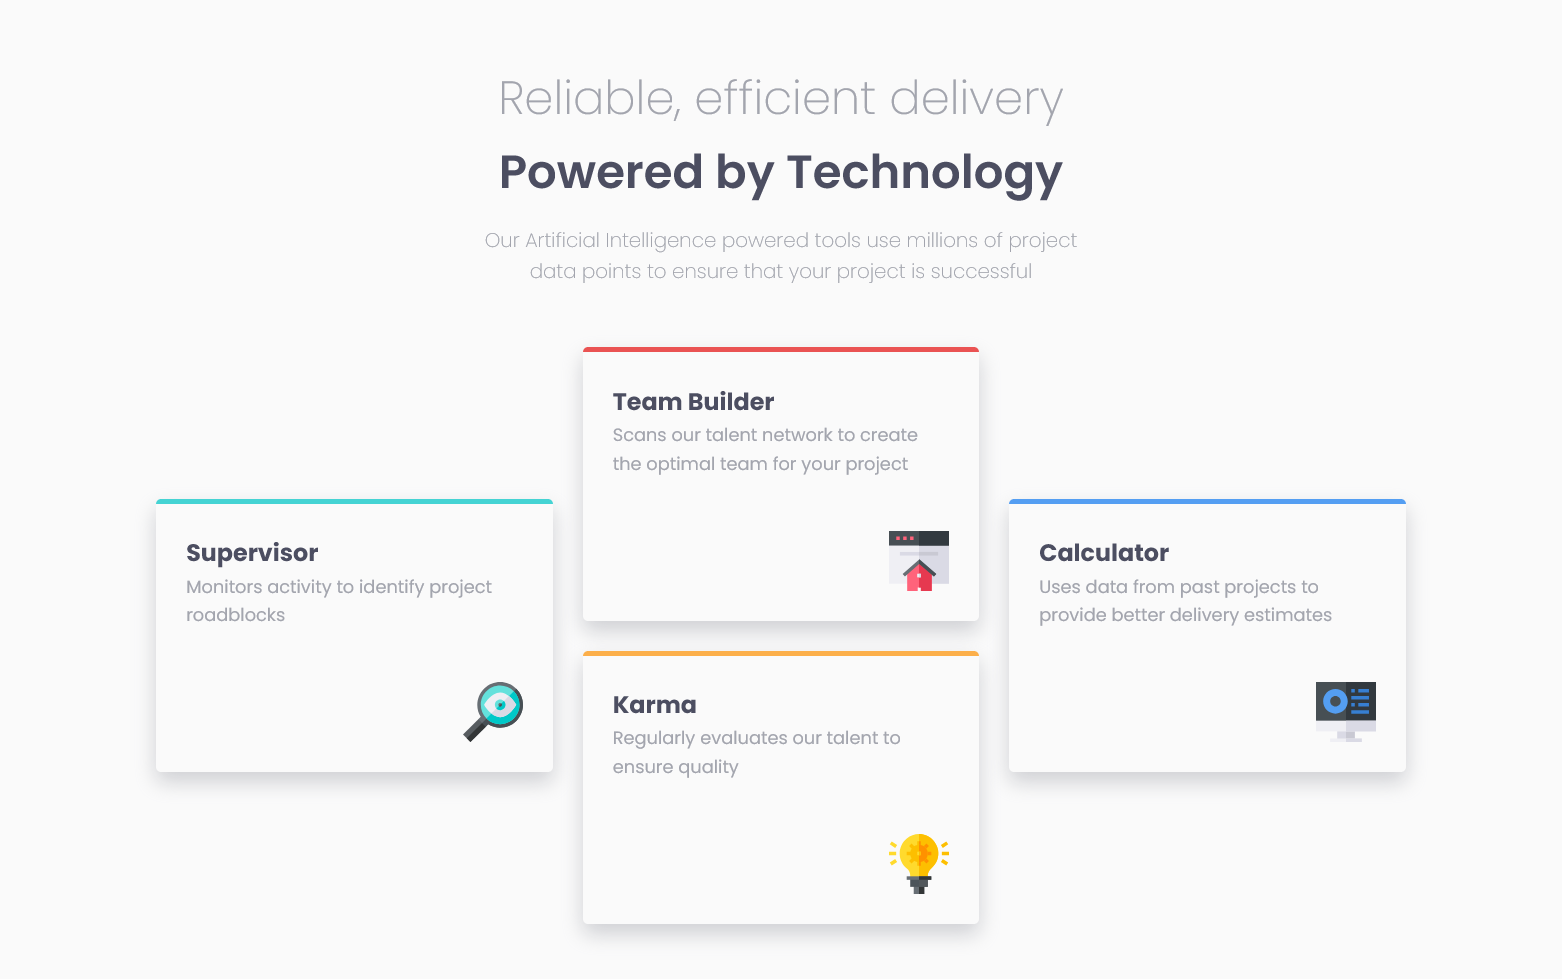 Reliable, efficient delivery
Powered by Technology
Our Artificial Intelligence powered tools use millions of project
data points to ensure that your project is successful
Team Builder
Scans our talent network to create
the optimal team for your project
Supervisor
Monitors activity to identify project
roadblocks
Calculator
Uses data from past projects to
provide better delivery estimates
Karma
Regularly evaluates our talent to
ensure quality